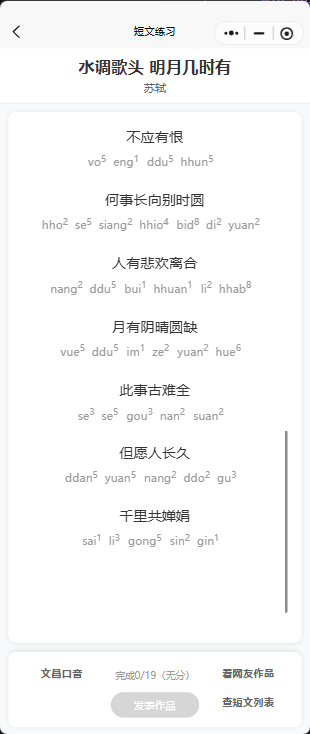 短文练习
水调歌头 明月几时有
苏轼
不应有恨
vo⁵ eng¹ ddu⁵ hhun⁵
何事长向别时圆
hho² se⁵ siang² hhio⁴ bid⁸ di² yuan²
人有悲欢离合
nang² ddu⁵ bui¹ hhuan¹ li² hhab⁸
月有阴晴圆缺
vue⁵ ddu⁵ im¹ ze² yuan² hue⁶
此事古难全
se³ se⁵ gou³ nan² suan²
但愿人长久
ddan⁵ yuan⁵ nang² ddo² gu³
千里共婵娟
sai¹ li³ gong⁵ sin² gin¹
文昌口音 完成0/19（无分） 看网友作品
发表作品 查短文列表